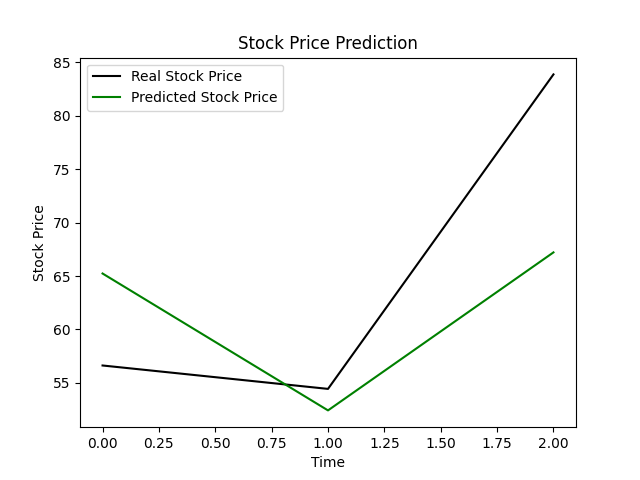 Stock Price Prediction
Real Stock Price
Predicted Stock Price
Stock Price
85
80
75
70
65
60
55
0.00 0.25 0.50 0.75 1.00 1.25 1.50 1.75 2.00
Time